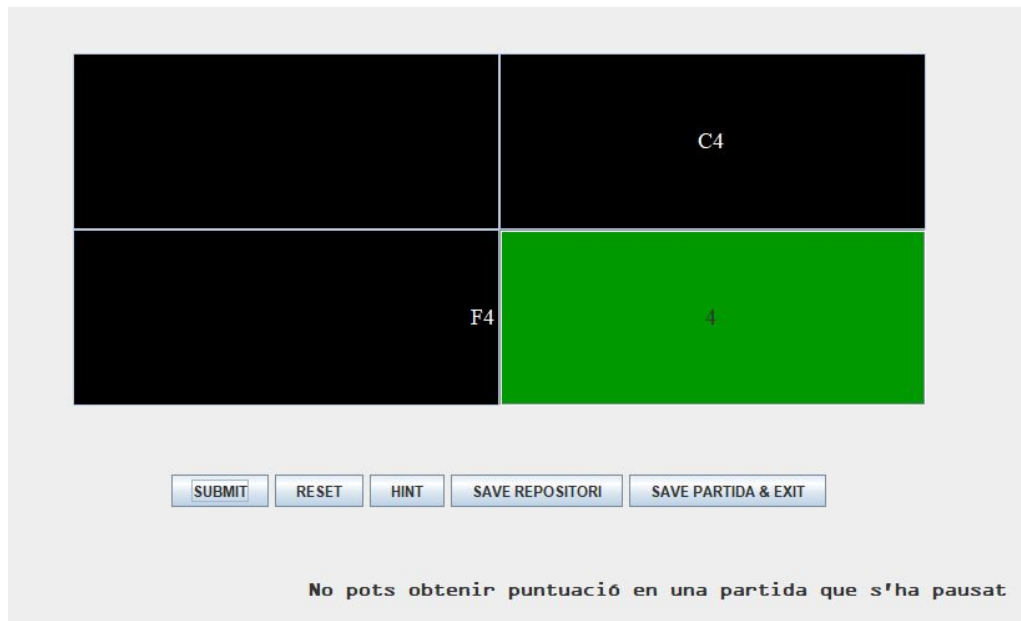 C4
F4 4
SUBMIT RESET HINT SAVE REPOSITORI SAVE PARTIDA & EXIT
No pots obtenir puntuació en una partida que s'ha pausat